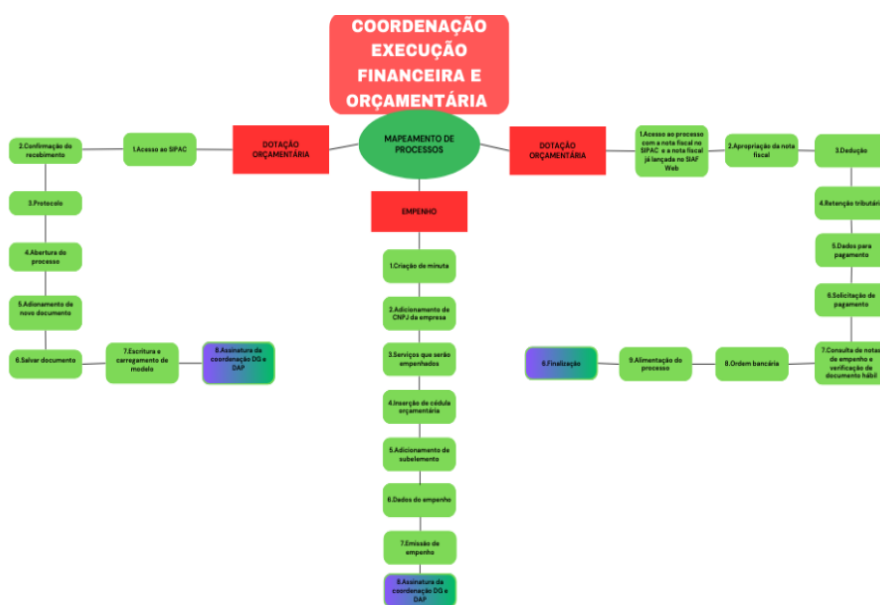 COORDENAÇÃO
EXECUÇÃO
FINANCEIRA E
ORÇAMENTÁRIA
MAPEAMENTO DE
PROCESSOS
DOTAÇÃO
ORÇAMENTÁRIA
1.Acesso ao SIPAC
2.Confirmação do
recebimento
3.Protocolo
4.Abertura do
processo
5.Adionamento de
novo documento
6.Salvar documento
7.Escritura e
carregamento de
modelo
8.Assinatura da
coordenação DG e
DAP
EMPENHO
1.Criação de minuta
2.Adicionamento de
CNPJ da empresa
3.Serviços que serão
empenhados
4.Inserção de cédula
orçamentária
5.Adicionamento de
subelemento
6.Dados do empenho
7.Emissão de
empenho
8.Assinatura da
coordenação DG e
DAP
DOTAÇÃO
ORÇAMENTÁRIA
1.Acesso ao processo
com a nota fiscal no
SIPAC e a nota fiscal
já lançada no SIAF
Web
2.Apropriação da nota
fiscal
3.Dedução
4.Retenção tributári
5.Dados para
pagamento
6.Solicitação de
pagamento
7.Consulta de notas
de empenho e
verificação de
documento hábil
8.Ordem bancária
9.Alimentação do
processo
9.Finalização